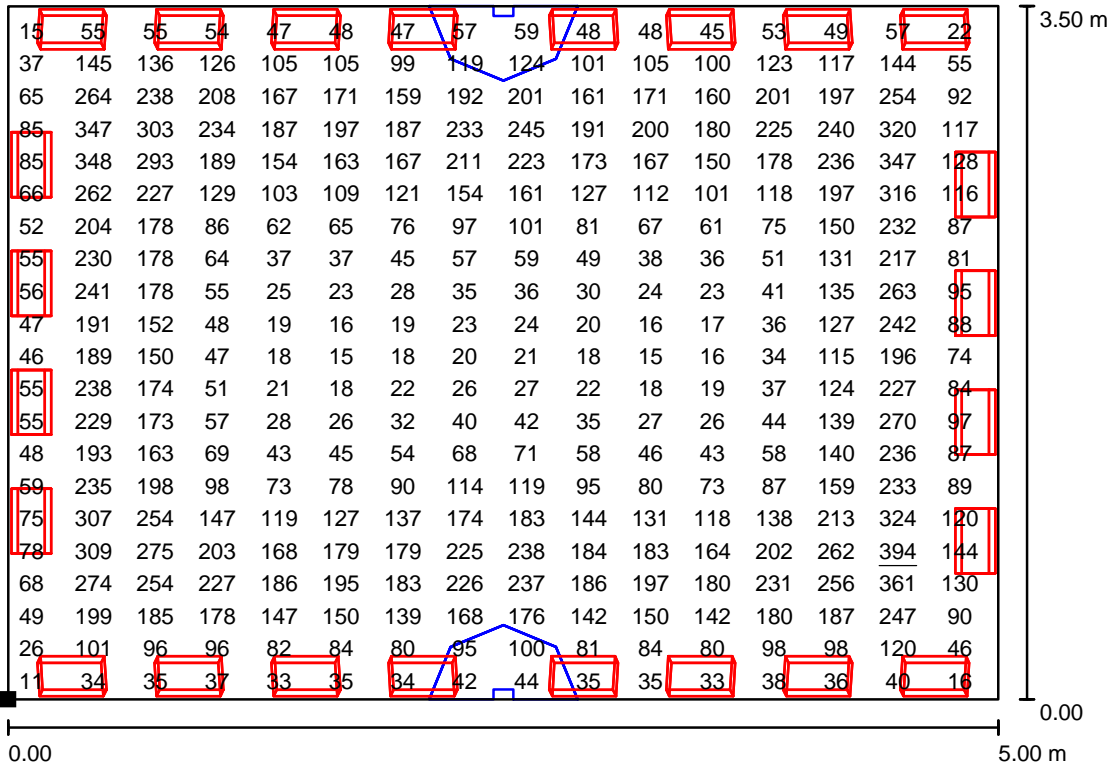 15 55 55 54 47 48 47 57 59 48 48 45 53 49 57 22
3.50 m
37 145 136 126 105 105 99 119 124 101 105 100 123 117 144 55
65 264 238 208 167 171 159 192 201 161 171 160 201 197 254 92
85 347 303 234 187 197 187 233 245 191 200 180 225 240 320 117
85 348 293 189 154 163 167 211 223 173 167 150 178 236 347 128
66 262 227 129 103 109 121 154 161 127 112 101 118 197 316 116
52 204 178 86 62 65 76 97 101 81 67 61 75 150 232 87
55 230 178 64 37 37 45 57 59 49 38 36 51 131 217 81
56 241 178 55 25 23 28 35 36 30 24 23 41 135 263 95
47 191 152 48 19 16 19 23 24 20 16 17 36 127 242 88
46 189 150 47 18 15 18 20 21 18 15 16 34 115 196 74
55 238 174 51 21 18 22 26 27 22 18 19 37 124 227 84
55 229 173 57 28 26 32 40 42 35 27 26 44 139 270 97
48 193 163 69 43 45 54 68 71 58 46 43 58 140 236 87
59 235 198 98 73 78 90 114 119 95 80 73 87 159 233 89
75 307 254 147 119 127 137 174 183 144 131 118 138 213 324 120
78 309 275 203 168 179 179 225 238 184 183 164 202 262 394 144
68 274 254 227 186 195 183 226 237 186 197 180 231 256 361 130
49 199 185 178 147 150 139 168 176 142 150 142 180 187 247 90
26 101 96 96 82 84 80 95 100 81 84 80 98 98 120 46
11 34 35 37 33 35 34 42 44 35 35 33 38 36 40 16
0.00
0.00 5.00 m